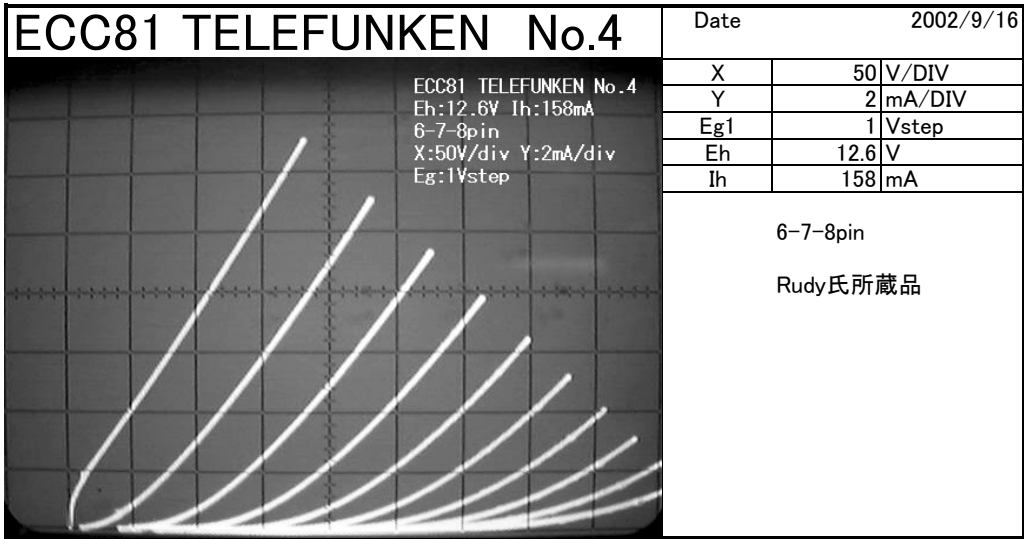 ECC81 TELEFUNKEN No.4
Date 2002/9/16
X 50 V/DIV
Y 2 mA/DIV
Eg1 1 Vstep
Eh 12.6 V
Ih 158 mA
6-7-8pin
Rudy氏所蔵品
ECC81 TELEFUNKEN No.4
Eh:12.6V Ih:158mA
6-7-8pin
X:50V/div Y:2mA/div
Eg:1Vstep